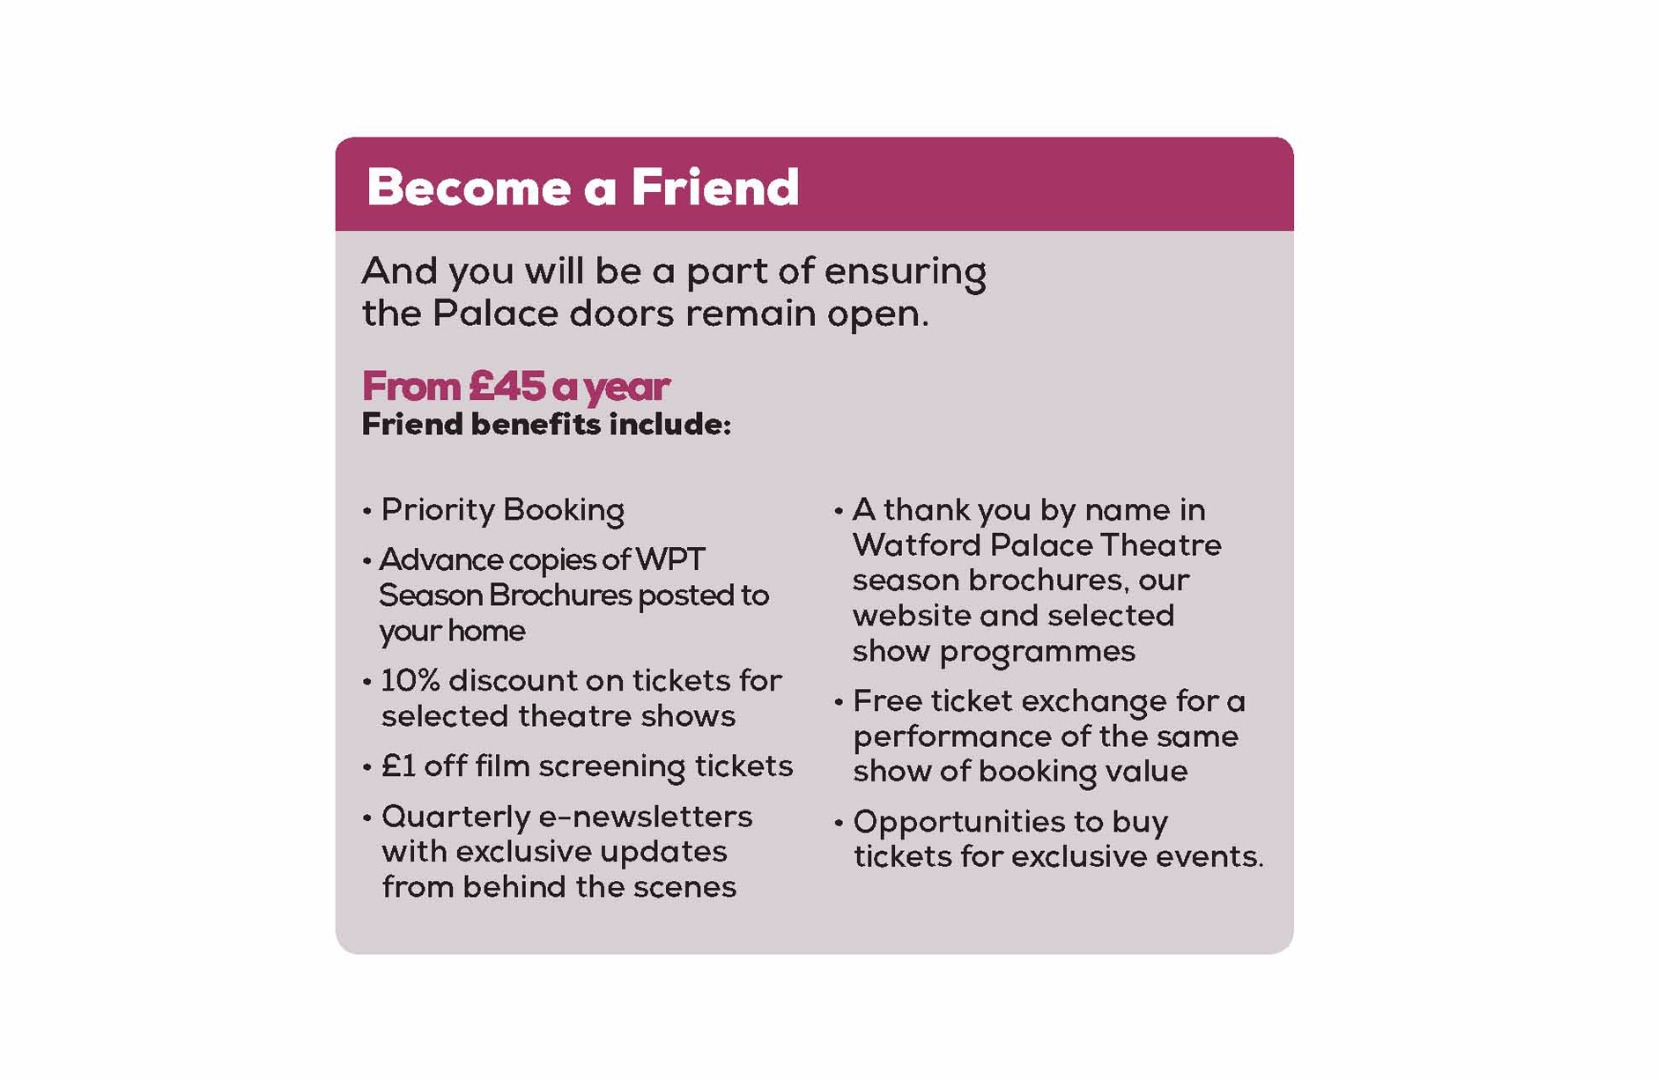 Become a Friend
And you will be a part of ensuring
the Palace doors remain open.
From £45 a year
Friend benefits include:
• Priority Booking
• Advance copies of WPT
Season Brochures posted to
your home
• 10% discount on tickets for
selected theatre shows
• £1 off film screening tickets
• Quarterly e-newsletters
with exclusive updates
from behind the scenes
• A thank you by name in
Watford Palace Theatre
season brochures, our
website and selected
show programmes
• Free ticket exchange for a
performance of the same
show of booking value
• Opportunities to buy
tickets for exclusive events.